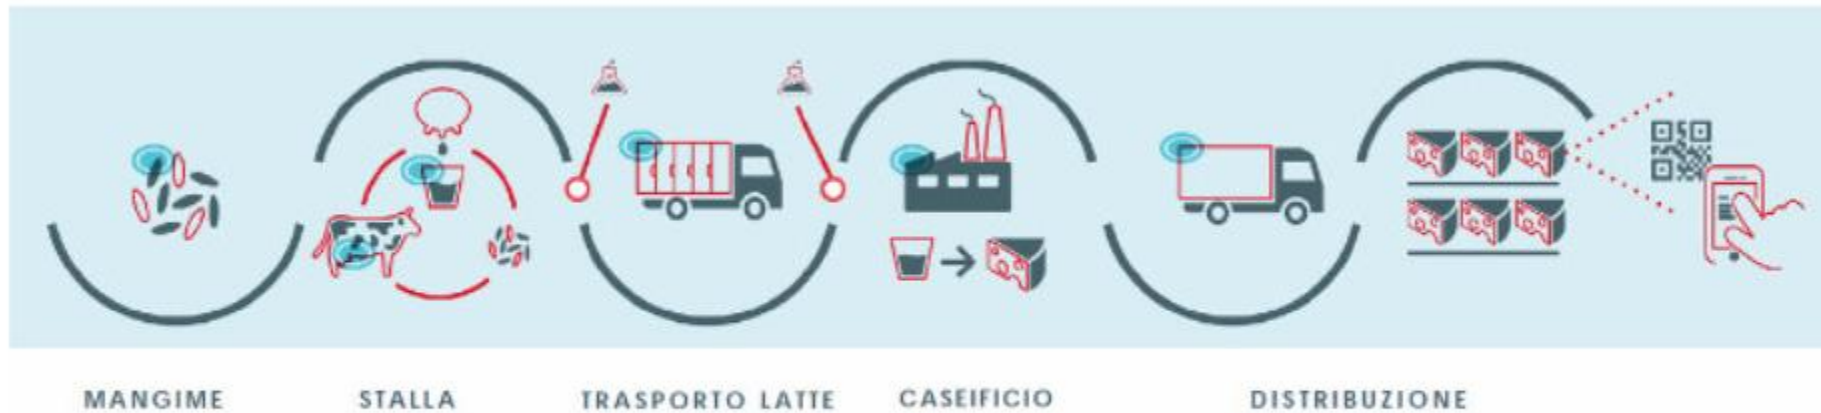 MANGIME
STALLA
TRASPORTO LATTE
CASEIFICIO
DISTRIBUZIONE